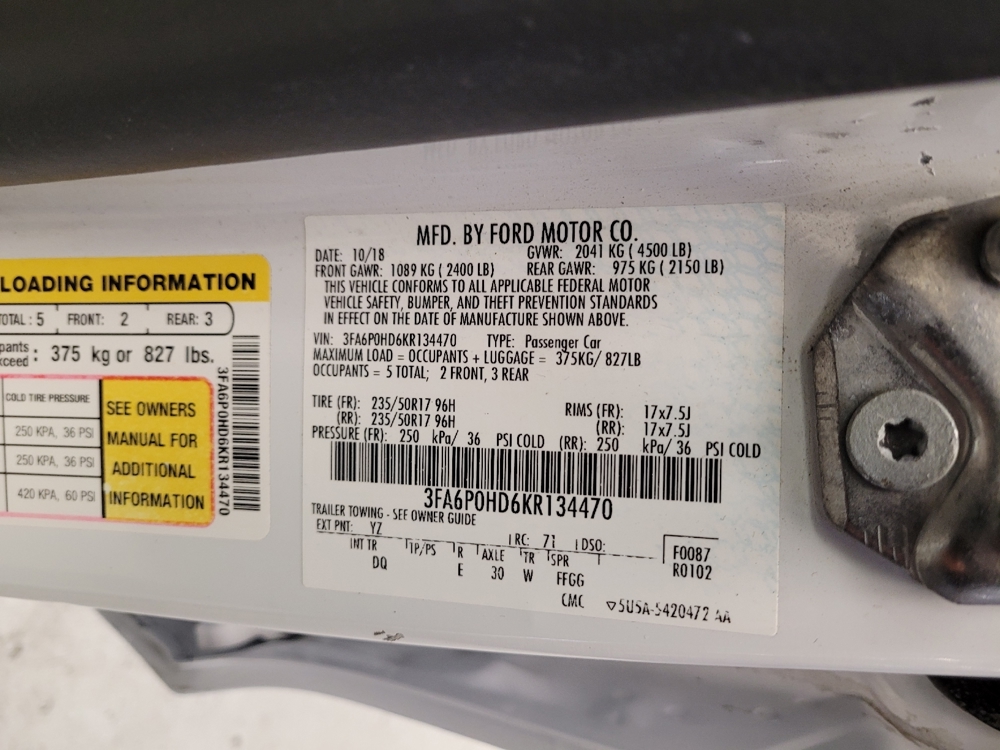 LOADING INFORMATION
TOTAL : 5 FRONT: 2 REAR: 3
pants
xceed : 375 kg or 827 lbs.
COLD TIRE PRESSURE
250 KPA, 36 PSI
250 KPA, 36 PSI
420 KPA, 60 PSI
SEE OWNERS
MANUAL FOR
ADDITIONAL
INFORMATION
3FA6P0HD6KR134470
MFD. BY FORD MOTOR CO.
DATE: 10/18 GVWR: 2041 KG ( 4500 LB)
FRONT GAWR: 1089 KG ( 2400 LB) REAR GAWR: 975 KG ( 2150 LB)
THIS VEHICLE CONFORMS TO ALL APPLICABLE FEDERAL MOTOR
VEHICLE SAFETY, BUMPER, AND THEFT PREVENTION STANDARDS
IN EFFECT ON THE DATE OF MANUFACTURE SHOWN ABOVE.
VIN: 3FA6P0HD6KR134470 TYPE: Passenger Car
MAXIMUM LOAD = OCCUPANTS + LUGGAGE = 375KG/ 827LB
OCCUPANTS = 5 TOTAL; 2 FRONT, 3 REAR
TIRE (FR): 235/50R17 96H RIMS (FR): 17x7.5J
(RR): 235/50R17 96H (RR): 17x7.5J
PRESSURE (FR): 250 kPa/ 36 PSI COLD (RR): 250 kPa/ 36 PSI COLD
3FA6P0HD6KR134470
TRAILER TOWING - SEE OWNER GUIDE
EXT PNT: YZ RC: 71 DSO:
INT TR TP/PS R AXLE TR SPR
DQ E 30 W FFGG
F0087
R0102
CMC ▽5U5A-5420472 AA